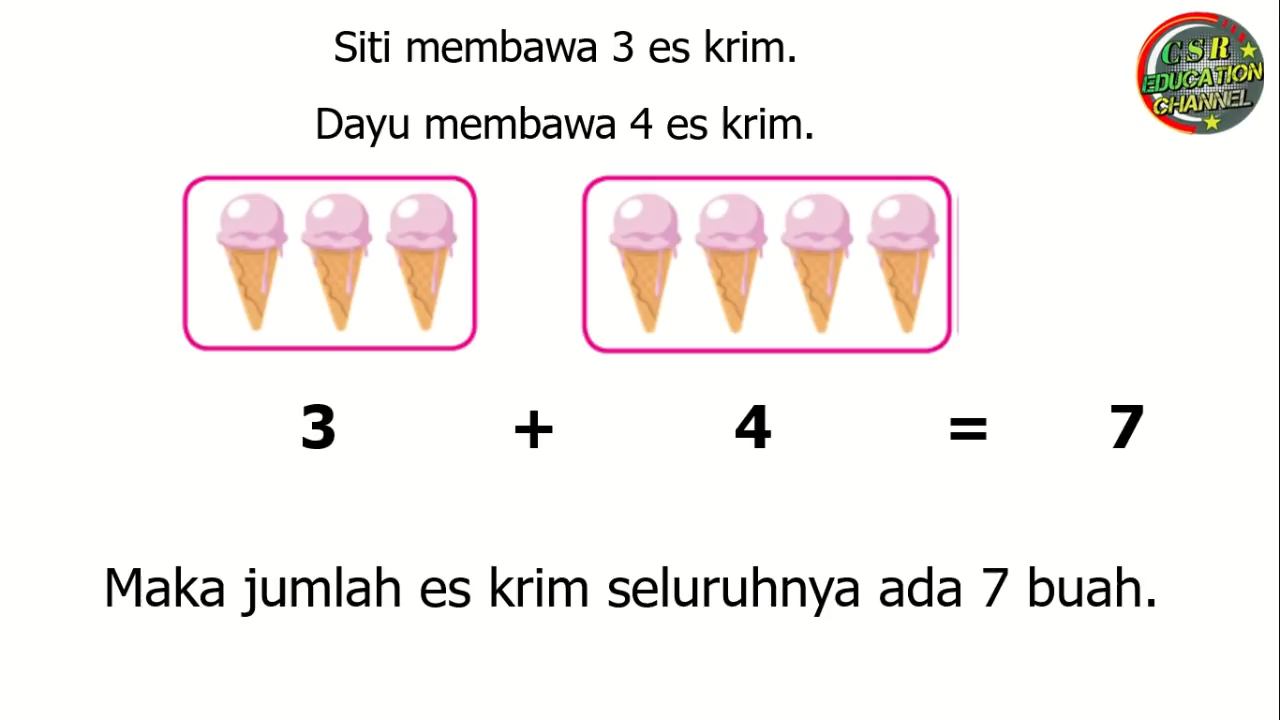 Siti membawa 3 es krim.
Dayu membawa 4 es krim.
CSR
EDUCATION
CHANNEL
3 + 4 = 7
Maka jumlah es krim seluruhnya ada 7 buah.